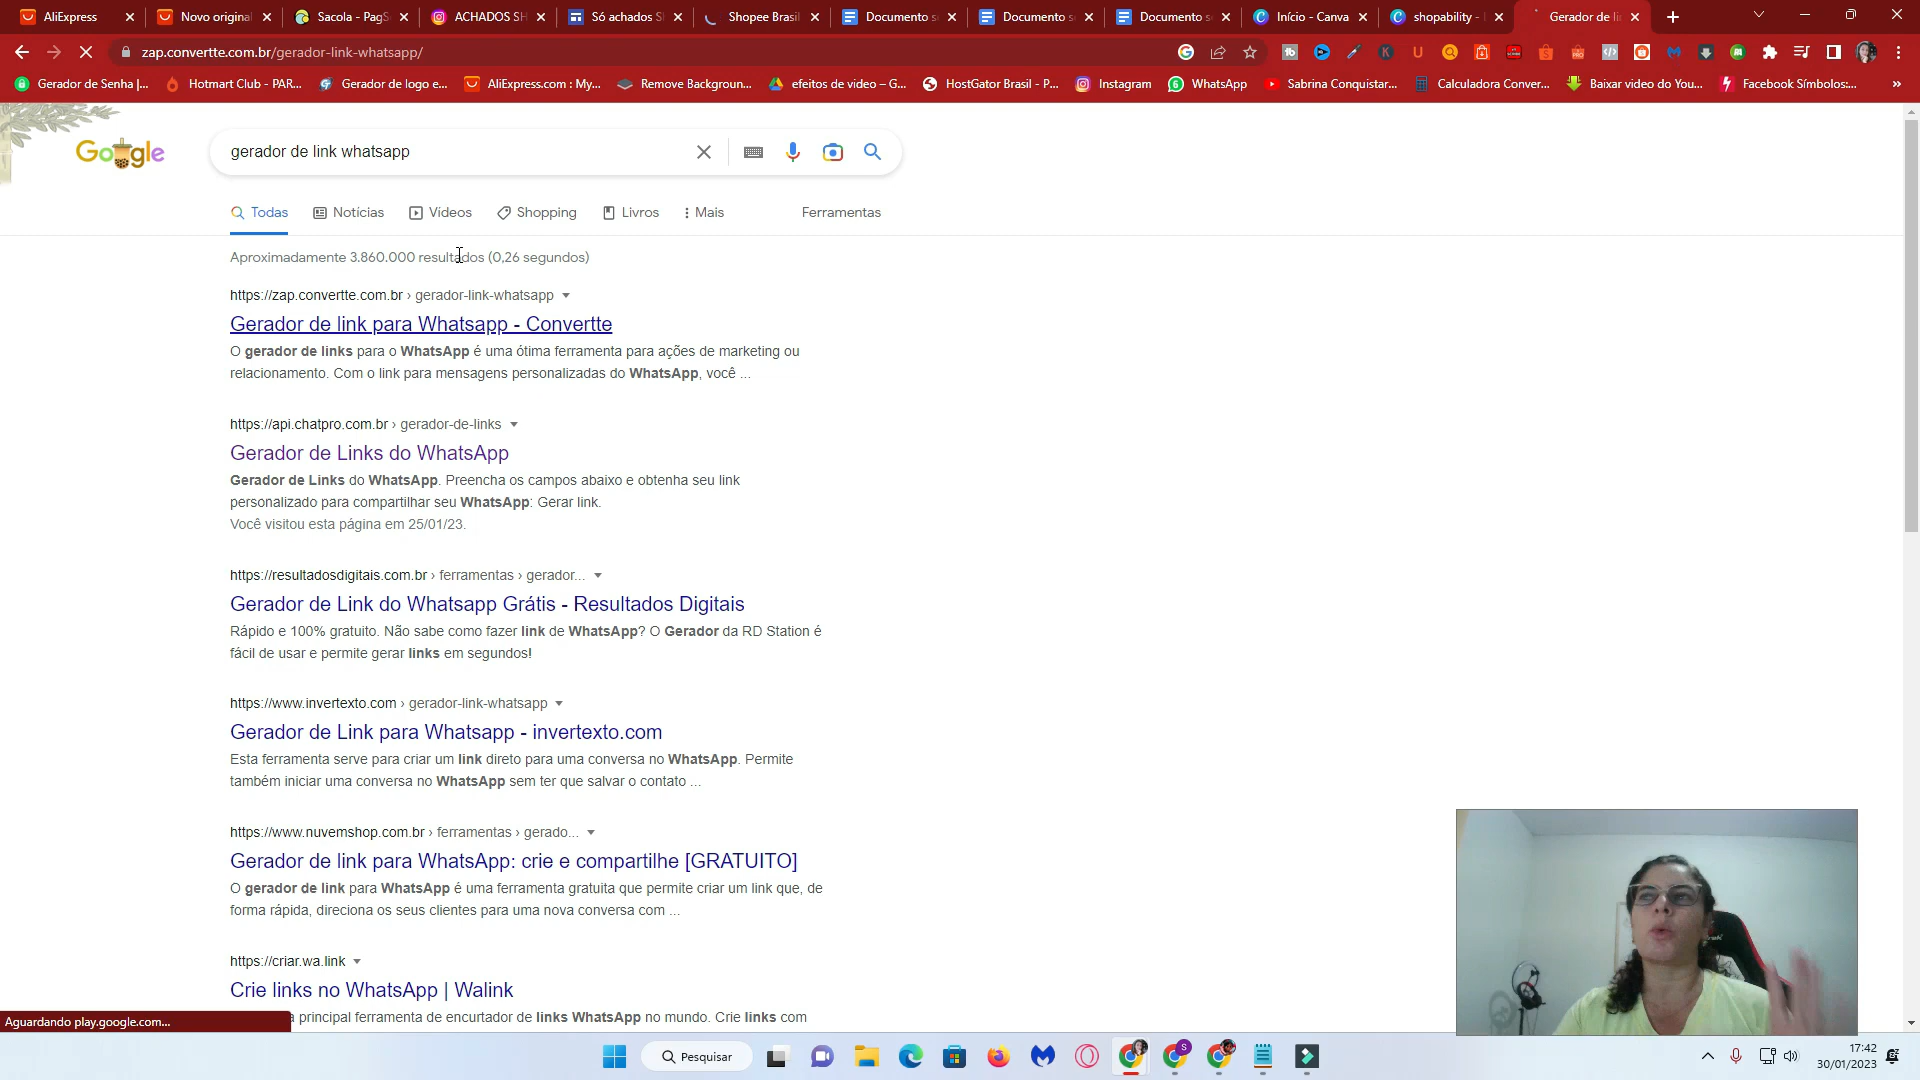 AliExpress
Novo original
Sacola - PagS
ACHADOS SH
Só achados S
Shopee Brasil
Documento s
Documento s
Documento s
Início - Canva
shopability -
Gerador de li
zap.convertte.com.br/gerador-link-whatsapp/
Gerador de Senha |...
Hotmart Club - PAR...
Gerador de logo e...
AliExpress.com : My...
Remove Backgroun...
efeitos de video – G...
HostGator Brasil - P...
Instagram
WhatsApp
Sabrina Conquistar...
Calculadora Conver...
Baixar video do You...
Facebook Símbolos:...
Google
gerador de link whatsapp
Todas
Notícias
Vídeos
Shopping
Livros
Mais
Ferramentas
Aproximadamente 3.860.000 resultados (0,26 segundos)
https://zap.convertte.com.br › gerador-link-whatsapp
Gerador de link para Whatsapp - Convertte
O gerador de links para o WhatsApp é uma ótima ferramenta para ações de marketing ou
relacionamento. Com o link para mensagens personalizadas do WhatsApp, você ...
https://api.chatpro.com.br › gerador-de-links
Gerador de Links do WhatsApp
Gerador de Links do WhatsApp. Preencha os campos abaixo e obtenha seu link
personalizado para compartilhar seu WhatsApp: Gerar link.
Você visitou esta página em 25/01/23.
https://resultadosdigitais.com.br › ferramentas › gerador...
Gerador de Link do Whatsapp Grátis - Resultados Digitais
Rápido e 100% gratuito. Não sabe como fazer link de WhatsApp? O Gerador da RD Station é
fácil de usar e permite gerar links em segundos!
https://www.invertexto.com › gerador-link-whatsapp
Gerador de Link para Whatsapp - invertexto.com
Esta ferramenta serve para criar um link direto para uma conversa no WhatsApp. Permite
também iniciar uma conversa no WhatsApp sem ter que salvar o contato ...
https://www.nuvemshop.com.br › ferramentas › gerado...
Gerador de link para WhatsApp: crie e compartilhe [GRATUITO]
O gerador de link para WhatsApp é uma ferramenta gratuita que permite criar um link que, de
forma rápida, direciona os seus clientes para uma nova conversa com ...
https://criar.wa.link
Crie links no WhatsApp | Walink
principal ferramenta de encurtador de links WhatsApp no mundo. Crie links com
Aguardando play.google.com...
Pesquisar
17:42
30/01/2023